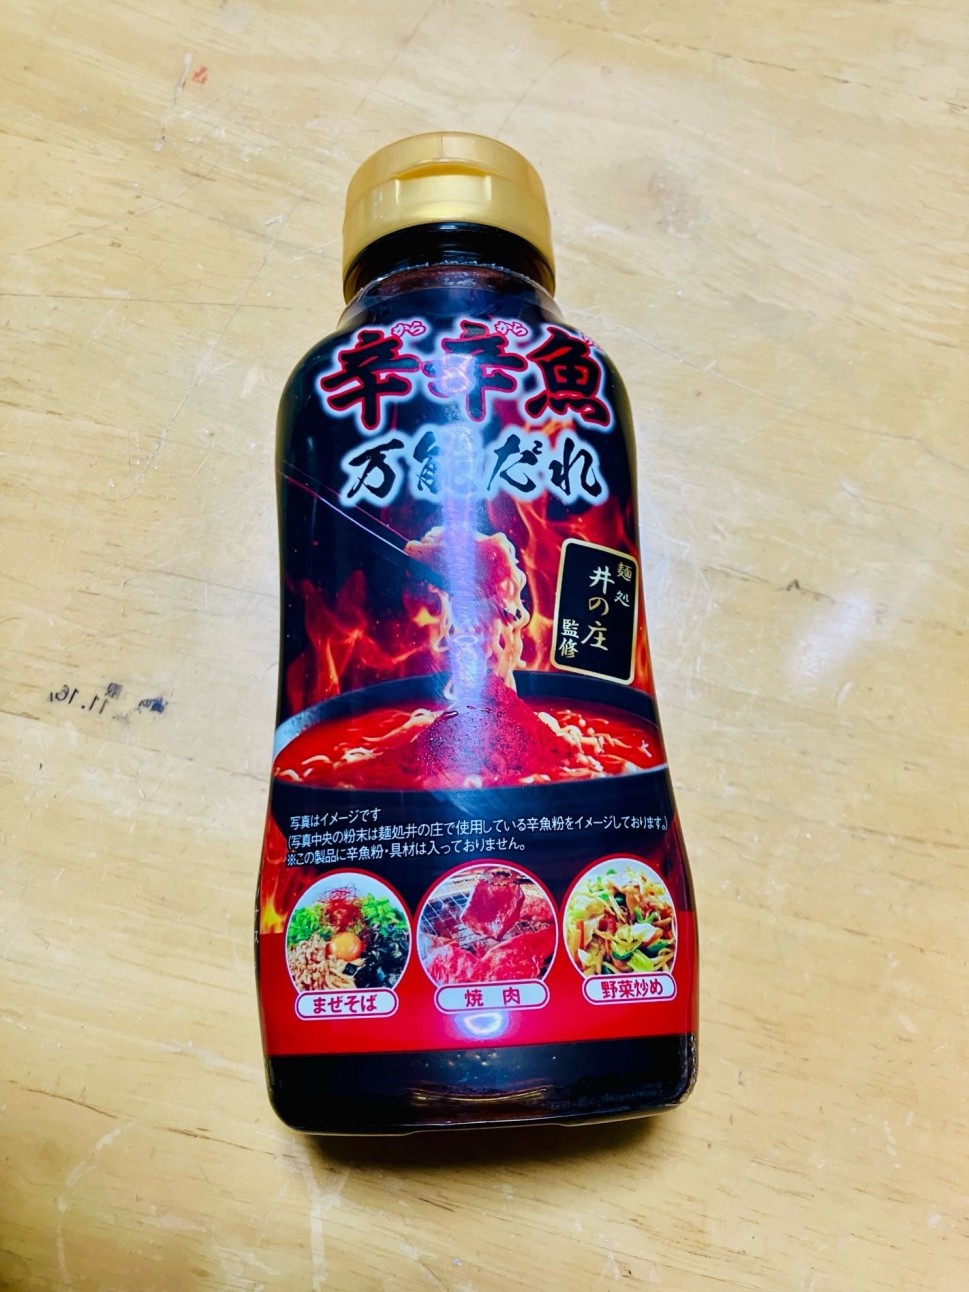 から から
辛辛魚
万能だれ
麺処
井の庄
監修
写真はイメージです
(写真中央の粉末は麺処井の庄で使用している辛魚粉をイメージしております。)
※この製品に辛魚粉・具材は入っておりません。
まぜそば
焼肉
野菜炒め
ス
11.16